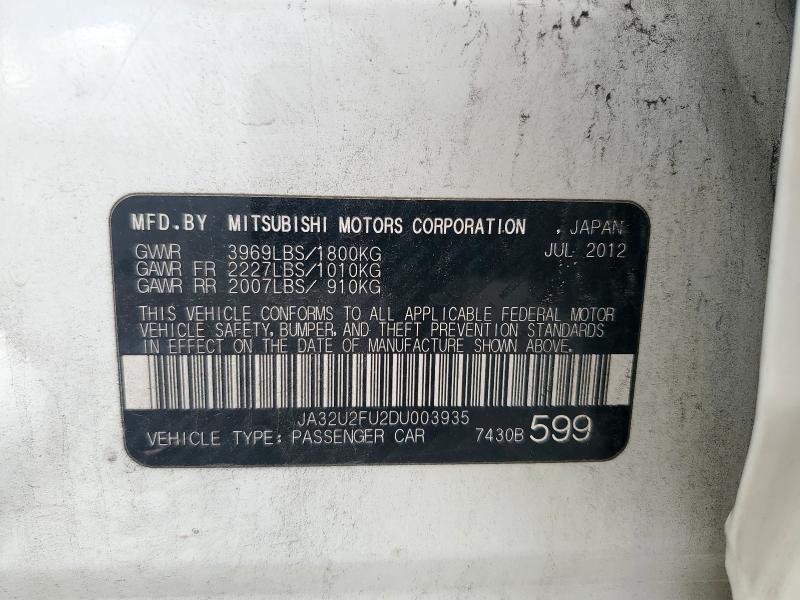 MFD.BY MITSUBISHI MOTORS CORPORATION , JAPAN
GVWR 3969LBS/1800KG JUL 2012
GAWR FR 2227LBS/1010KG
GAWR RR 2007LBS/ 910KG
THIS VEHICLE CONFORMS TO ALL APPLICABLE FEDERAL MOTOR
VEHICLE SAFETY, BUMPER, AND THEFT PREVENTION STANDARDS
IN EFFECT ON THE DATE OF MANUFACTURE SHOWN ABOVE.
JA32U2FU2DU003935
VEHICLE TYPE: PASSENGER CAR 7430B 599